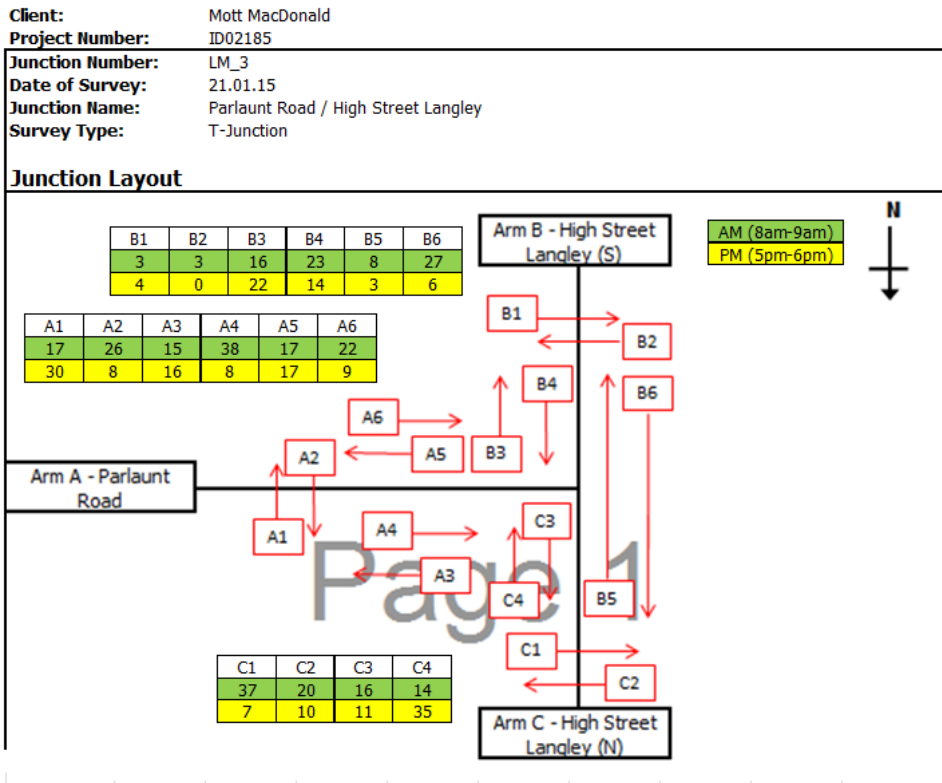 Client: Mott MacDonald
Project Number: ID02185
Junction Number: LM_3
Date of Survey: 21.01.15
Junction Name: Parlaunt Road / High Street Langley
Survey Type: T-Junction
Junction Layout
N
Arm B - High Street
Langley (S)
AM (8am-9am)
PM (5pm-6pm)
B1 B2 B3 B4 B5 B6
3 3 16 23 8 27
4 0 22 14 3 6
B1
B2
A1 A2 A3 A4 A5 A6
17 26 15 38 17 22
30 8 16 8 17 9
B4
B6
A6
A2
A5
B3
Arm A - Parlaunt
Road
C3
A4
A1
Page 1
A3
C4
B5
C1
C2
C1 C2 C3 C4
37 20 16 14
7 10 11 35
Arm C - High Street
Langley (N)